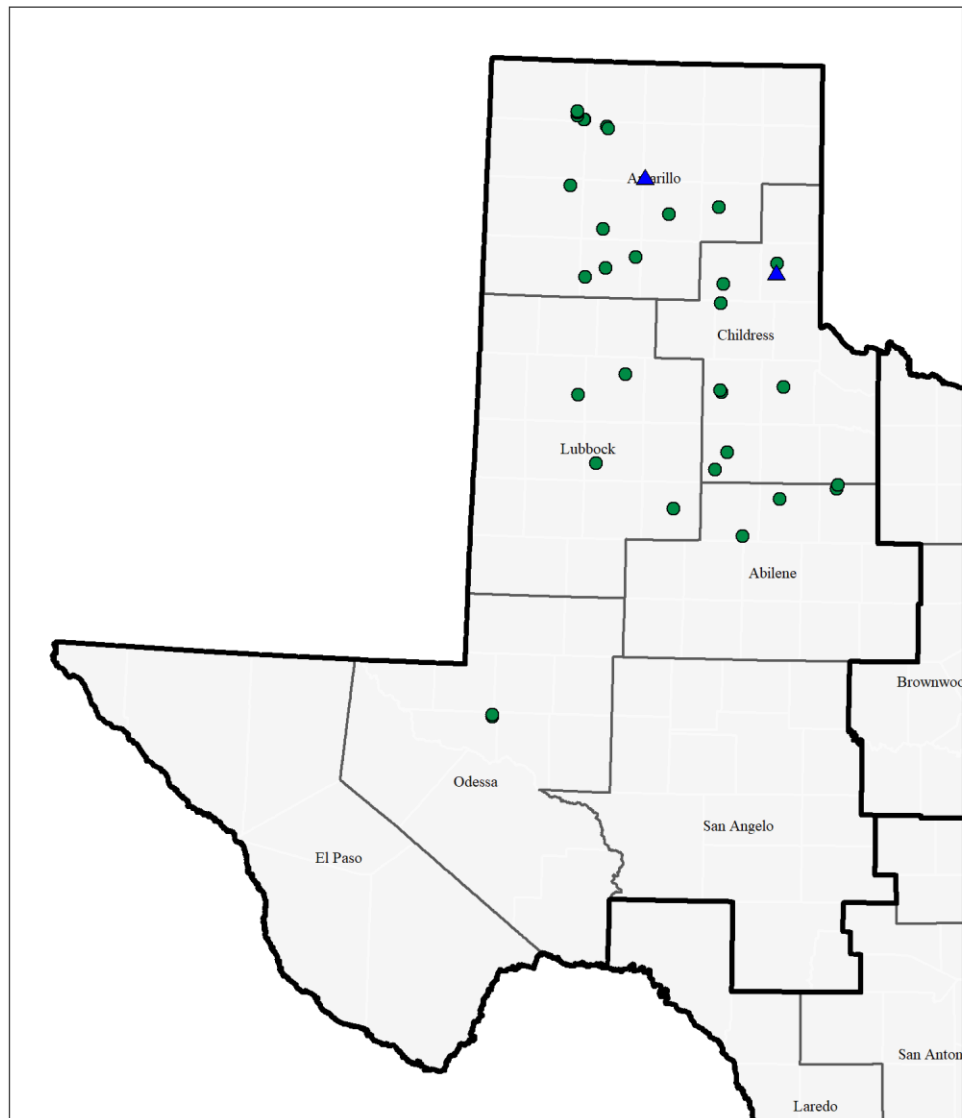 Amarillo
Childress
Lubbock
Abilene
Brownwoo
Odessa
San Angelo
El Paso
San Anton
Laredo